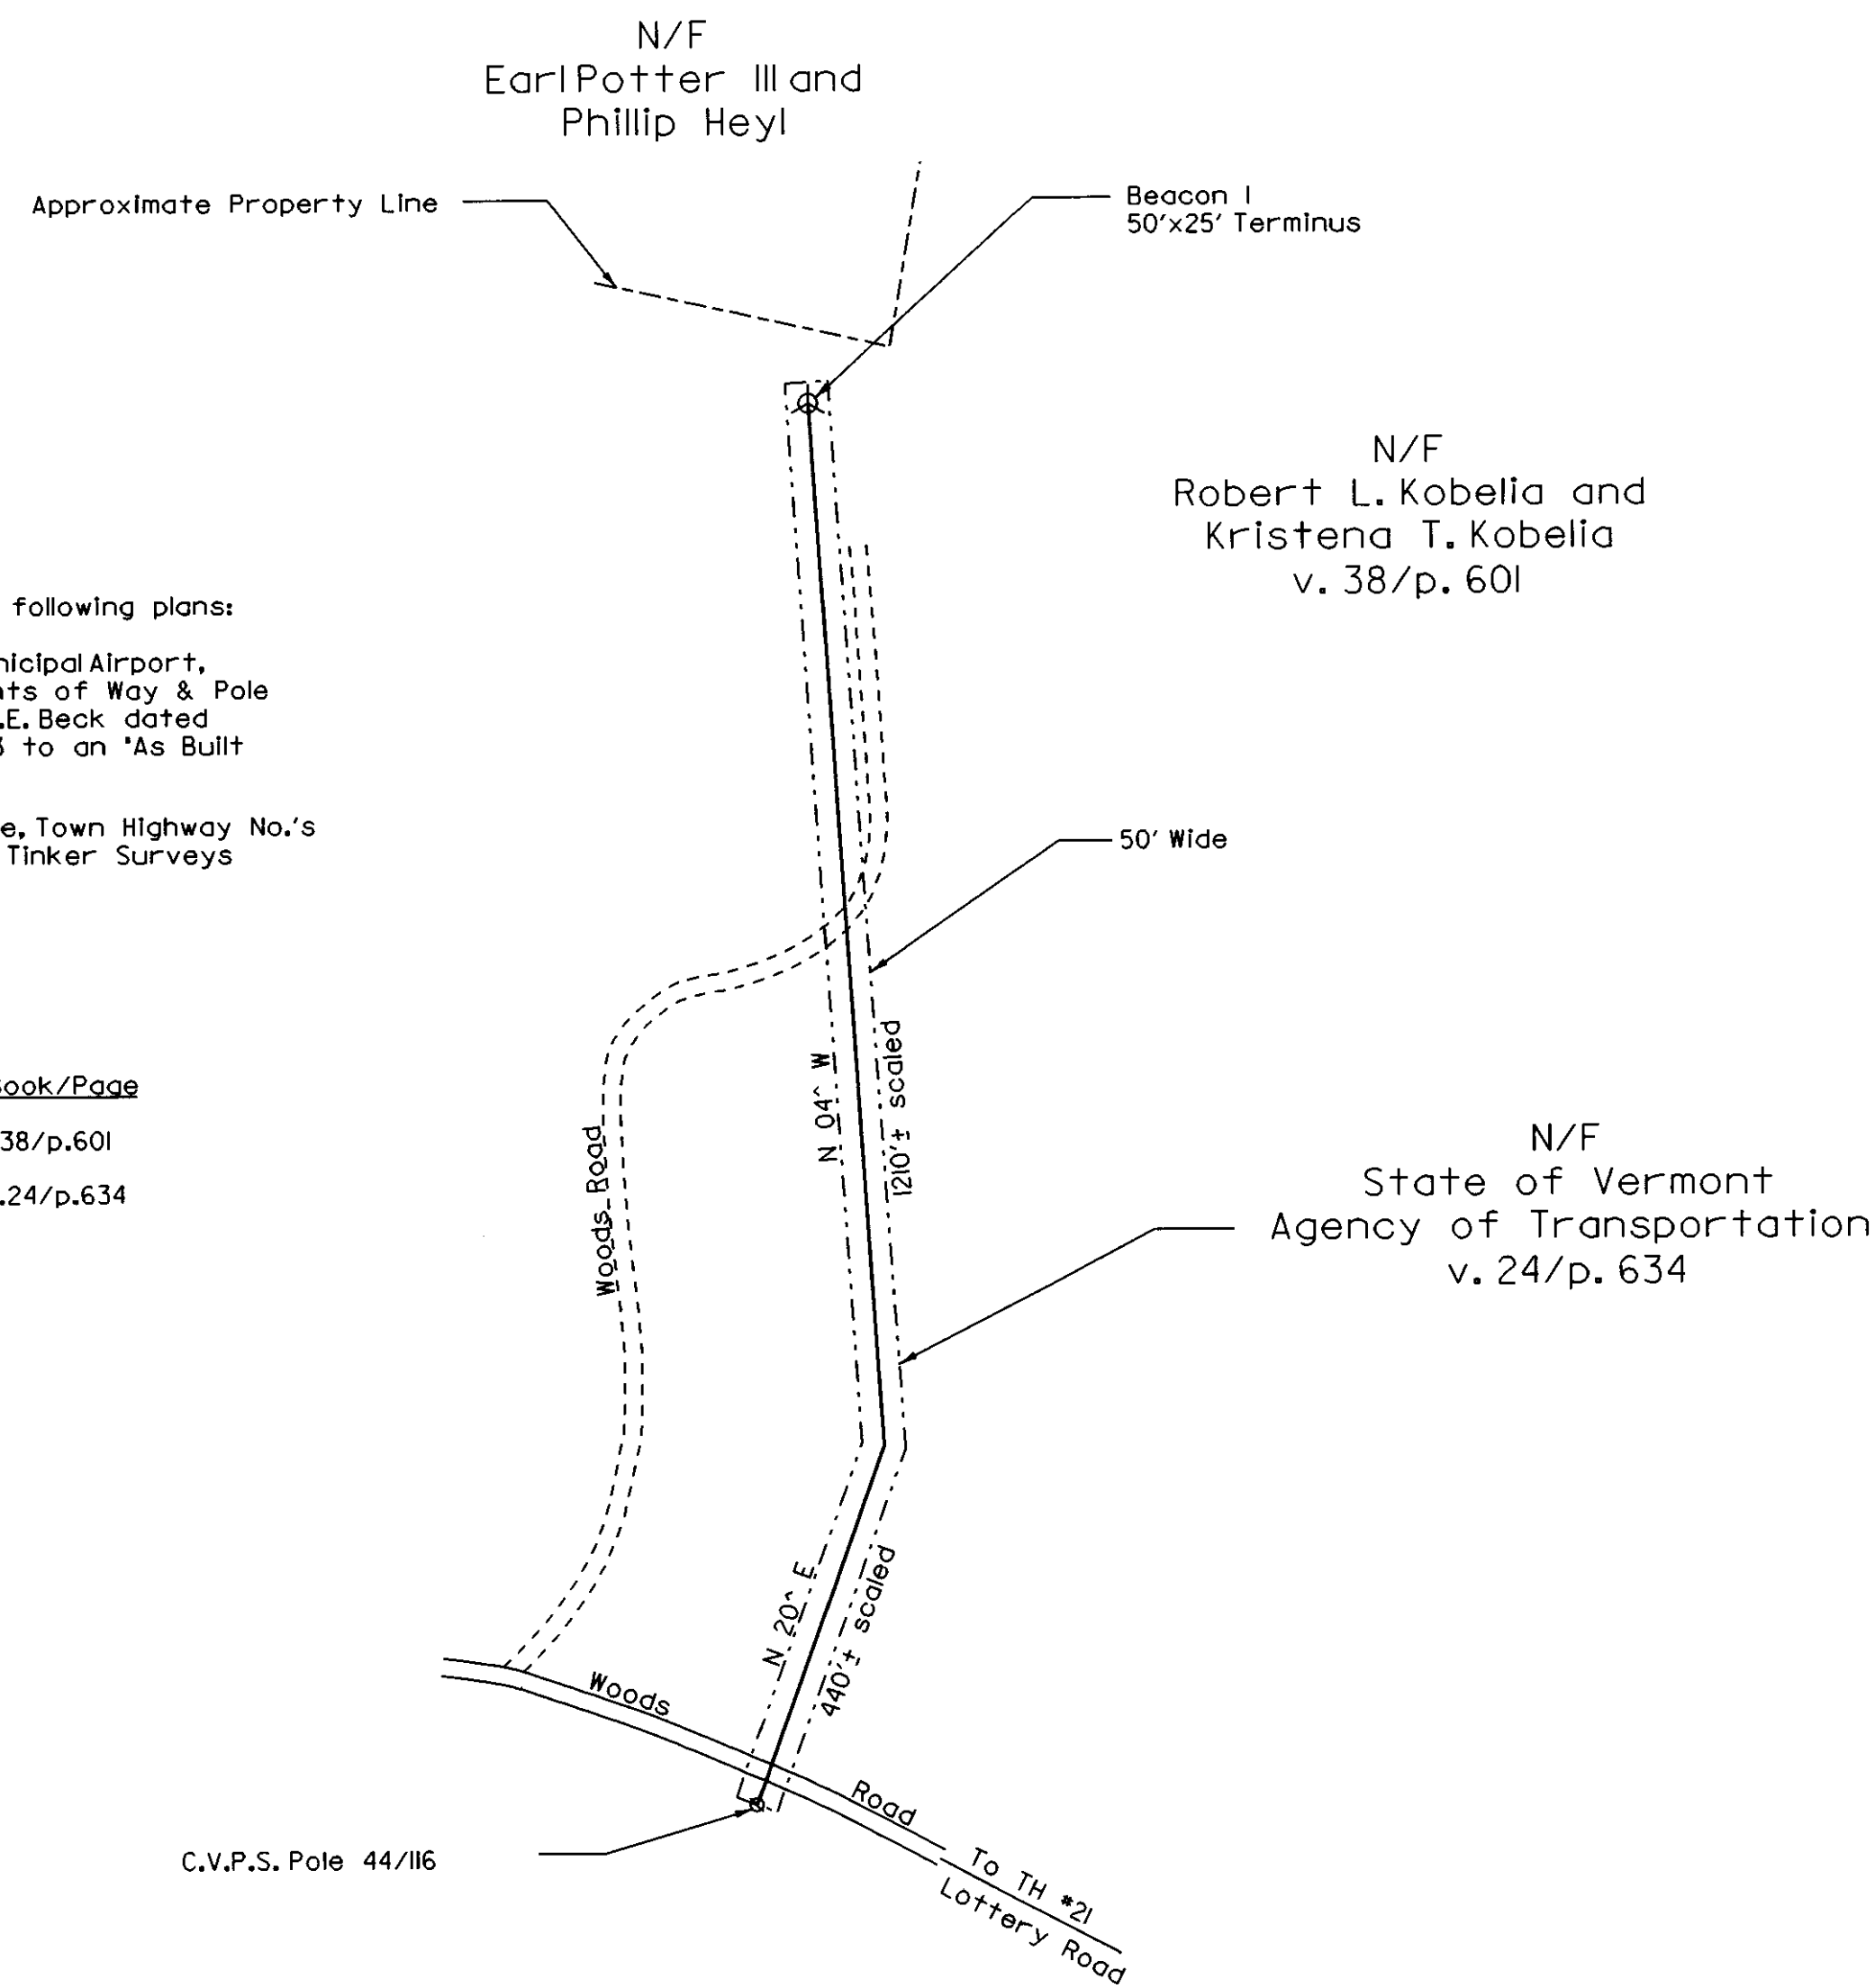 N/F
Earl Potter III and
Phillip Heyl
Approximate Property Line
Beacon 1
50'x25' Terminus
N/F
Robert L. Kobelia and
Kristena T. Kobelia
v. 38/p. 601
following plans:
nicipal Airport,
nts of Way & Pole
.E. Beck dated
3 to an "As Built
e, Town Highway No.'s
Tinker Surveys
50' Wide
Book/Page
38/p.601
.24/p.634
N 04^ W
1210'± scaled
Woods Road
N/F
State of Vermont
Agency of Transportation
v. 24/p. 634
N 20^ E
440'± scaled
Woods Road
To TH #21
Lottery Road
C.V.P.S. Pole 44/116